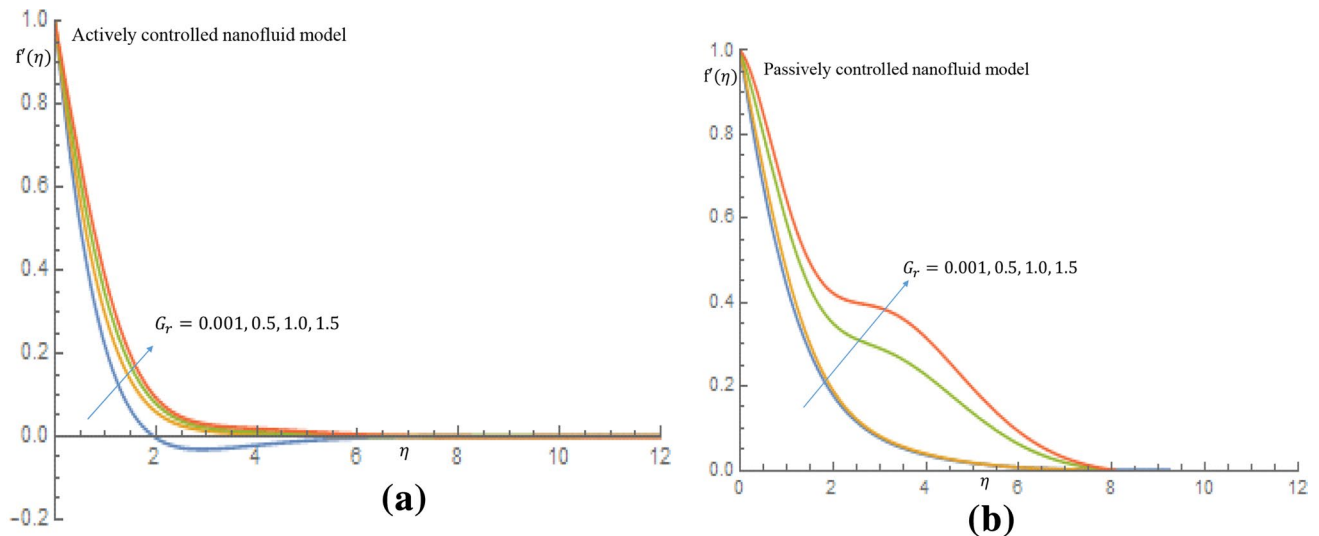 1.0
Actively controlled nanofluid model
f′(η)
0.8
0.6
0.4
G_r = 0.001, 0.5, 1.0, 1.5
0.2
0.0
2 4 6 η 8 10 12
−0.2
(a)
1.0
f′(η)
Passively controlled nanofluid model
0.8
0.6
G_r = 0.001, 0.5, 1.0, 1.5
0.4
0.2
0.0
0 2 4 η 6 8 10 12
(b)